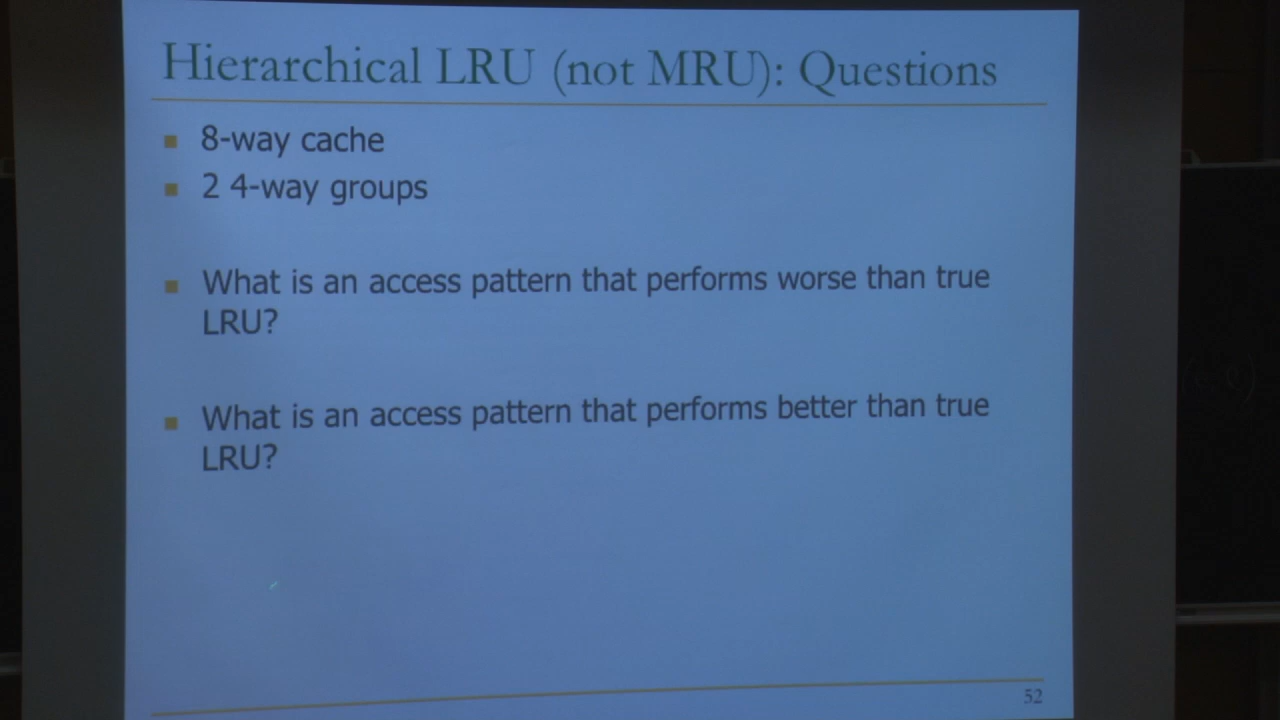 Hierarchical LRU (not MRU): Questions
8-way cache
2 4-way groups
What is an access pattern that performs worse than true
LRU?
What is an access pattern that performs better than true
LRU?
52